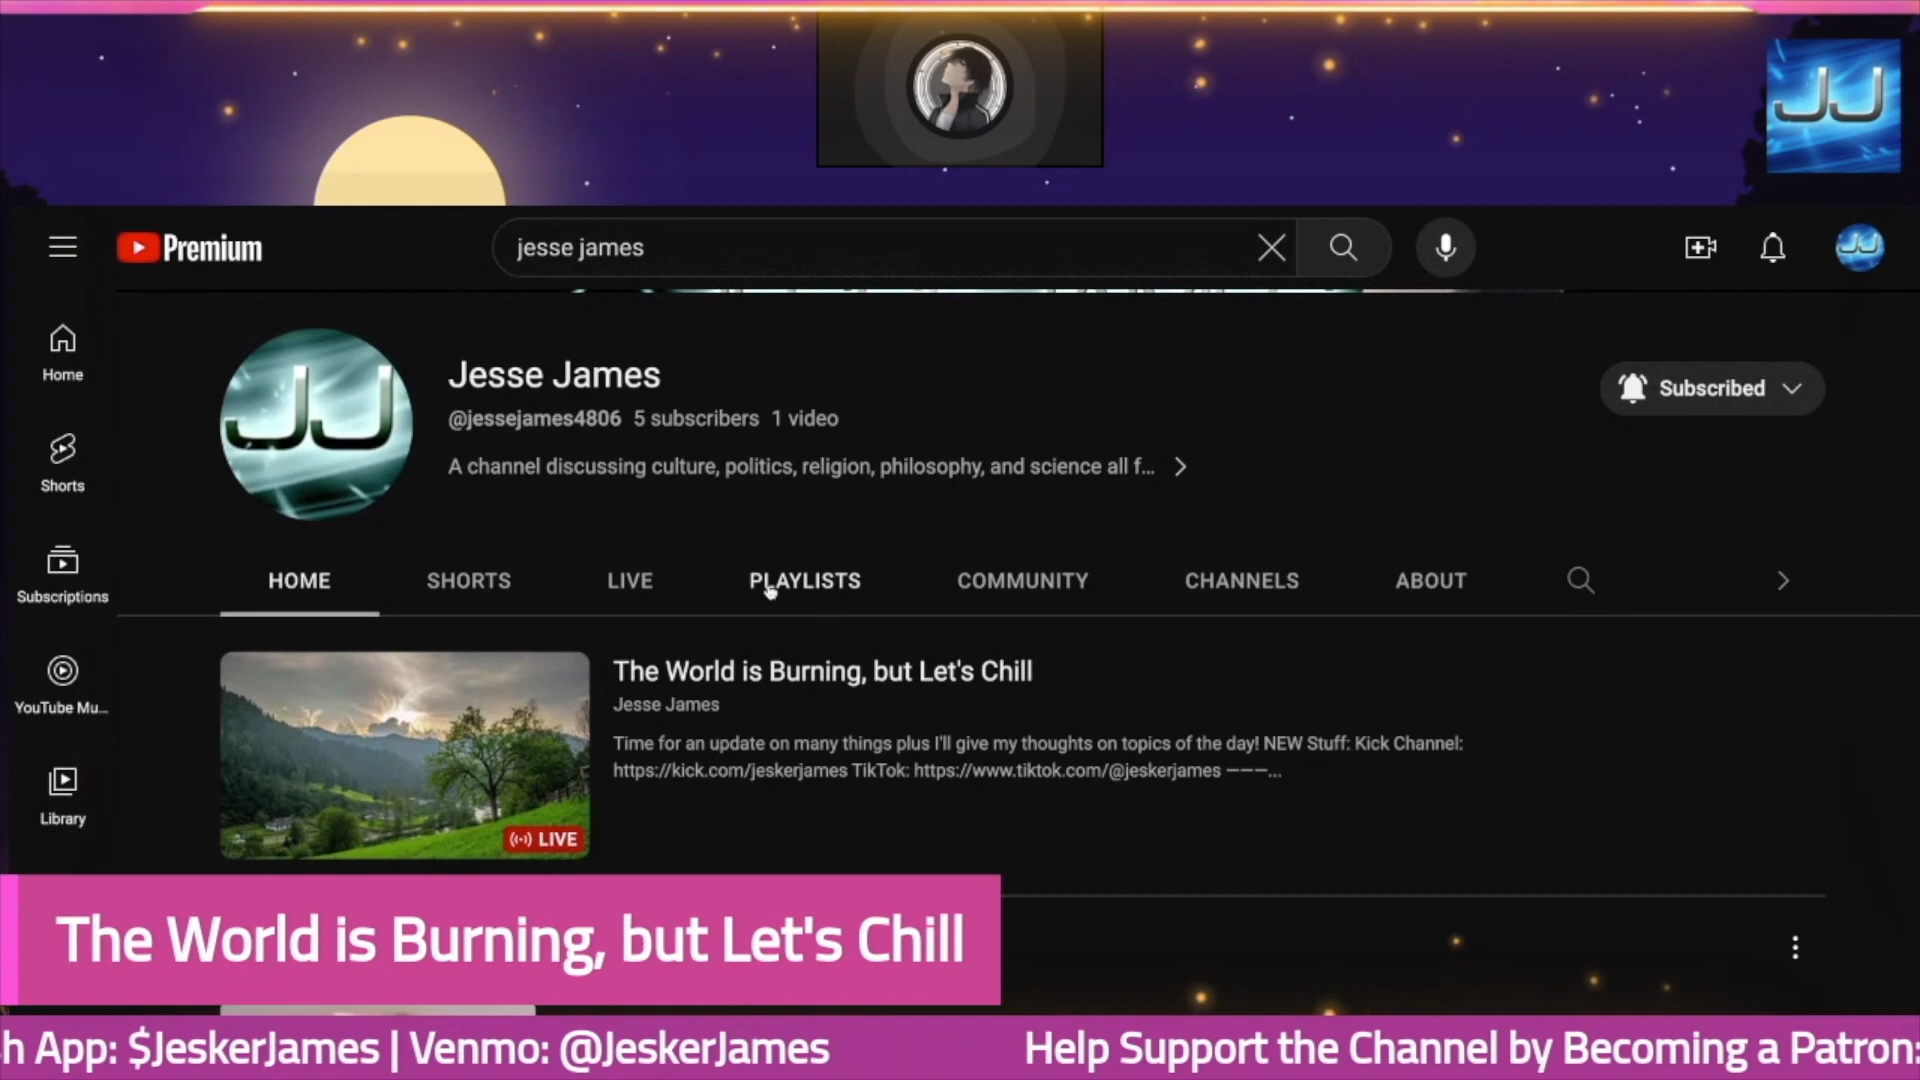 JJ
Premium
jesse james
JJ
Home
Shorts
Subscriptions
YouTube Mu...
Library
JJ
Jesse James
@jessejames4806 5 subscribers 1 video
A channel discussing culture, politics, religion, philosophy, and science all f...
Subscribed
HOME SHORTS LIVE PLAYLISTS COMMUNITY CHANNELS ABOUT
The World is Burning, but Let's Chill
Jesse James
Time for an update on many things plus I'll give my thoughts on topics of the day! NEW Stuff: Kick Channel:
https://kick.com/jeskerjames TikTok: https://www.tiktok.com/@jeskerjames ———...
LIVE
The World is Burning, but Let's Chill
h App: $JeskerJames | Venmo: @JeskerJames Help Support the Channel by Becoming a Patron: